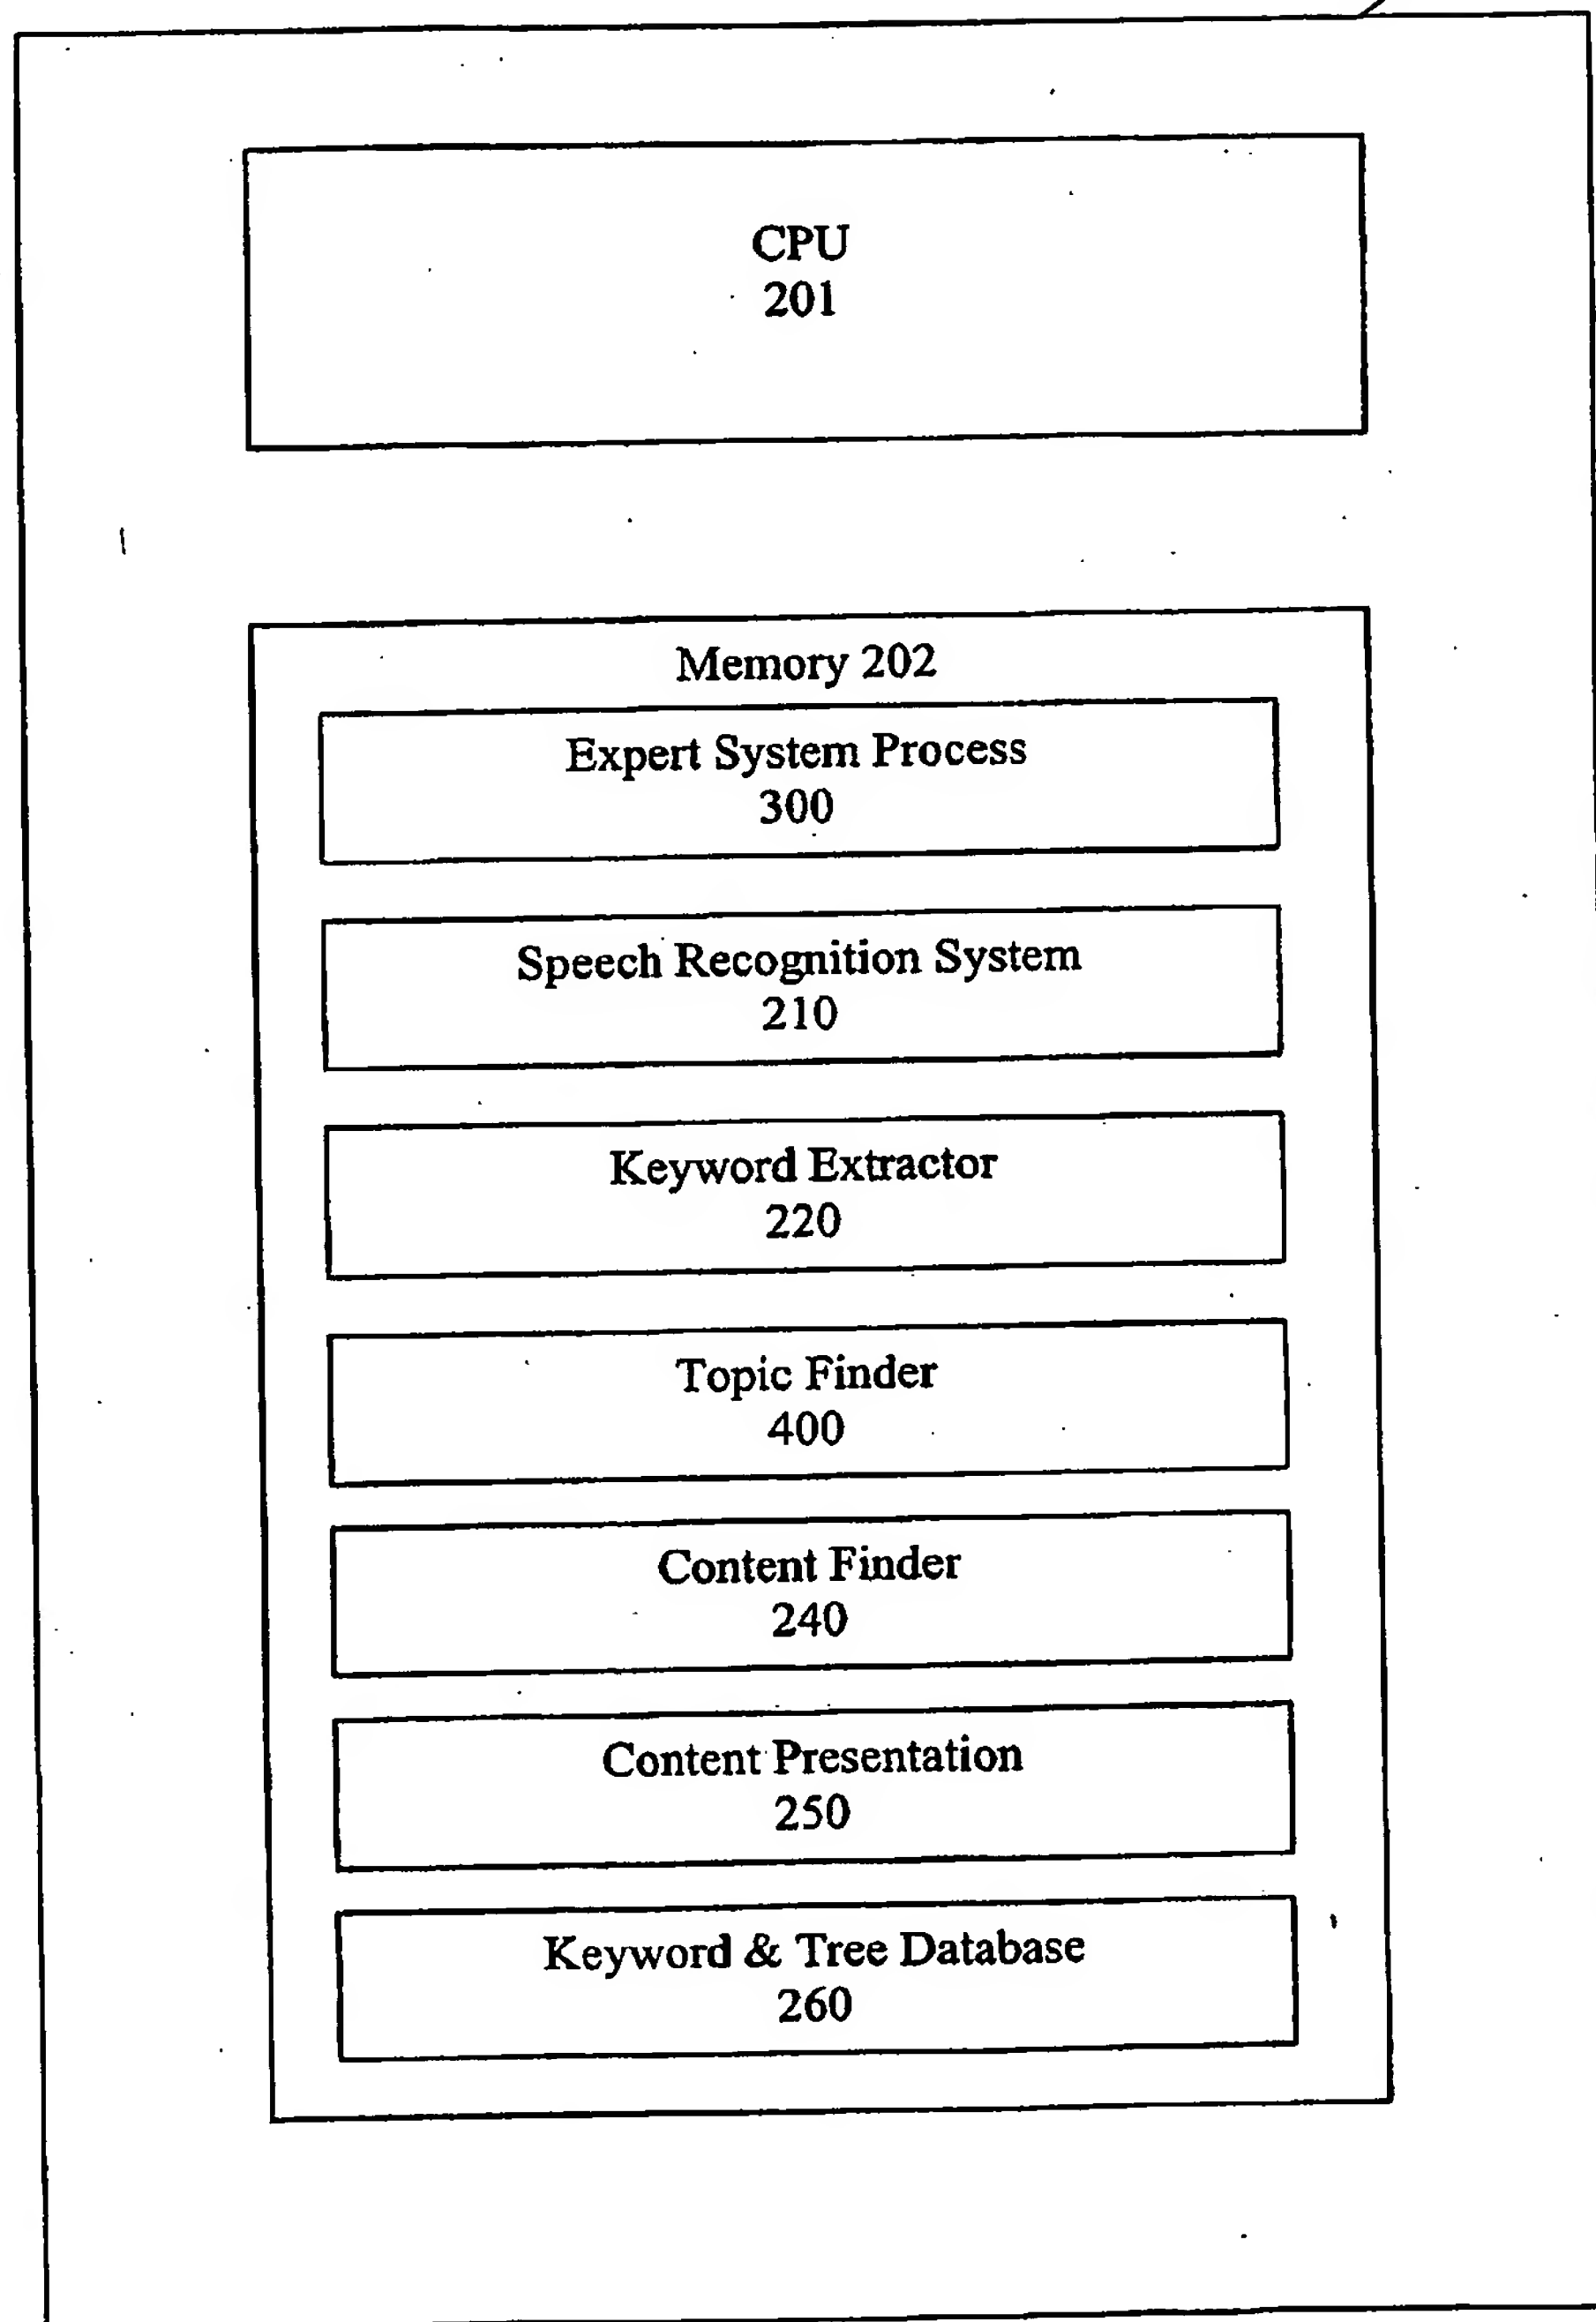 CPU
201
Memory 202
Expert System Process
300
Speech Recognition System
210
Keyword Extractor
220
Topic Finder
400
Content Finder
240
Content Presentation
250
Keyword & Tree Database
260